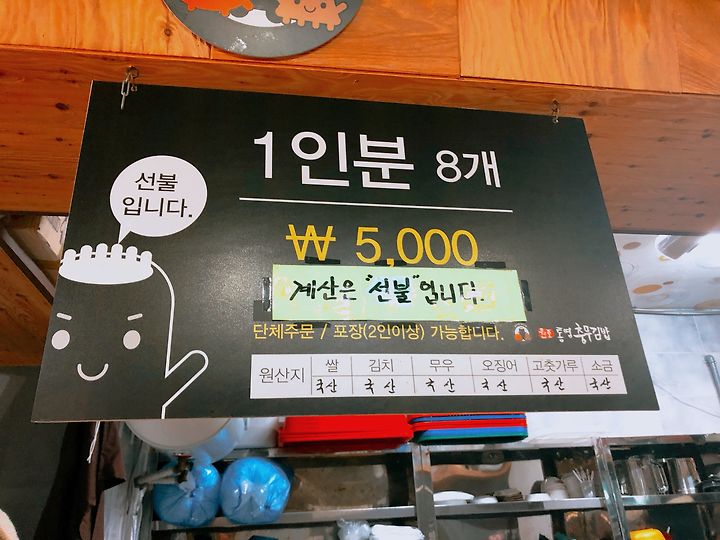 1인분 8개
선불
입니다.
₩ 5,000
계산은 "선불"입니다.
단체주문 / 포장(2인이상) 가능합니다. 원조 통영 충무김밥
원산지 쌀 김치 무우 오징어 고춧가루 소금
국산 국산 국산 국산 국산 국산